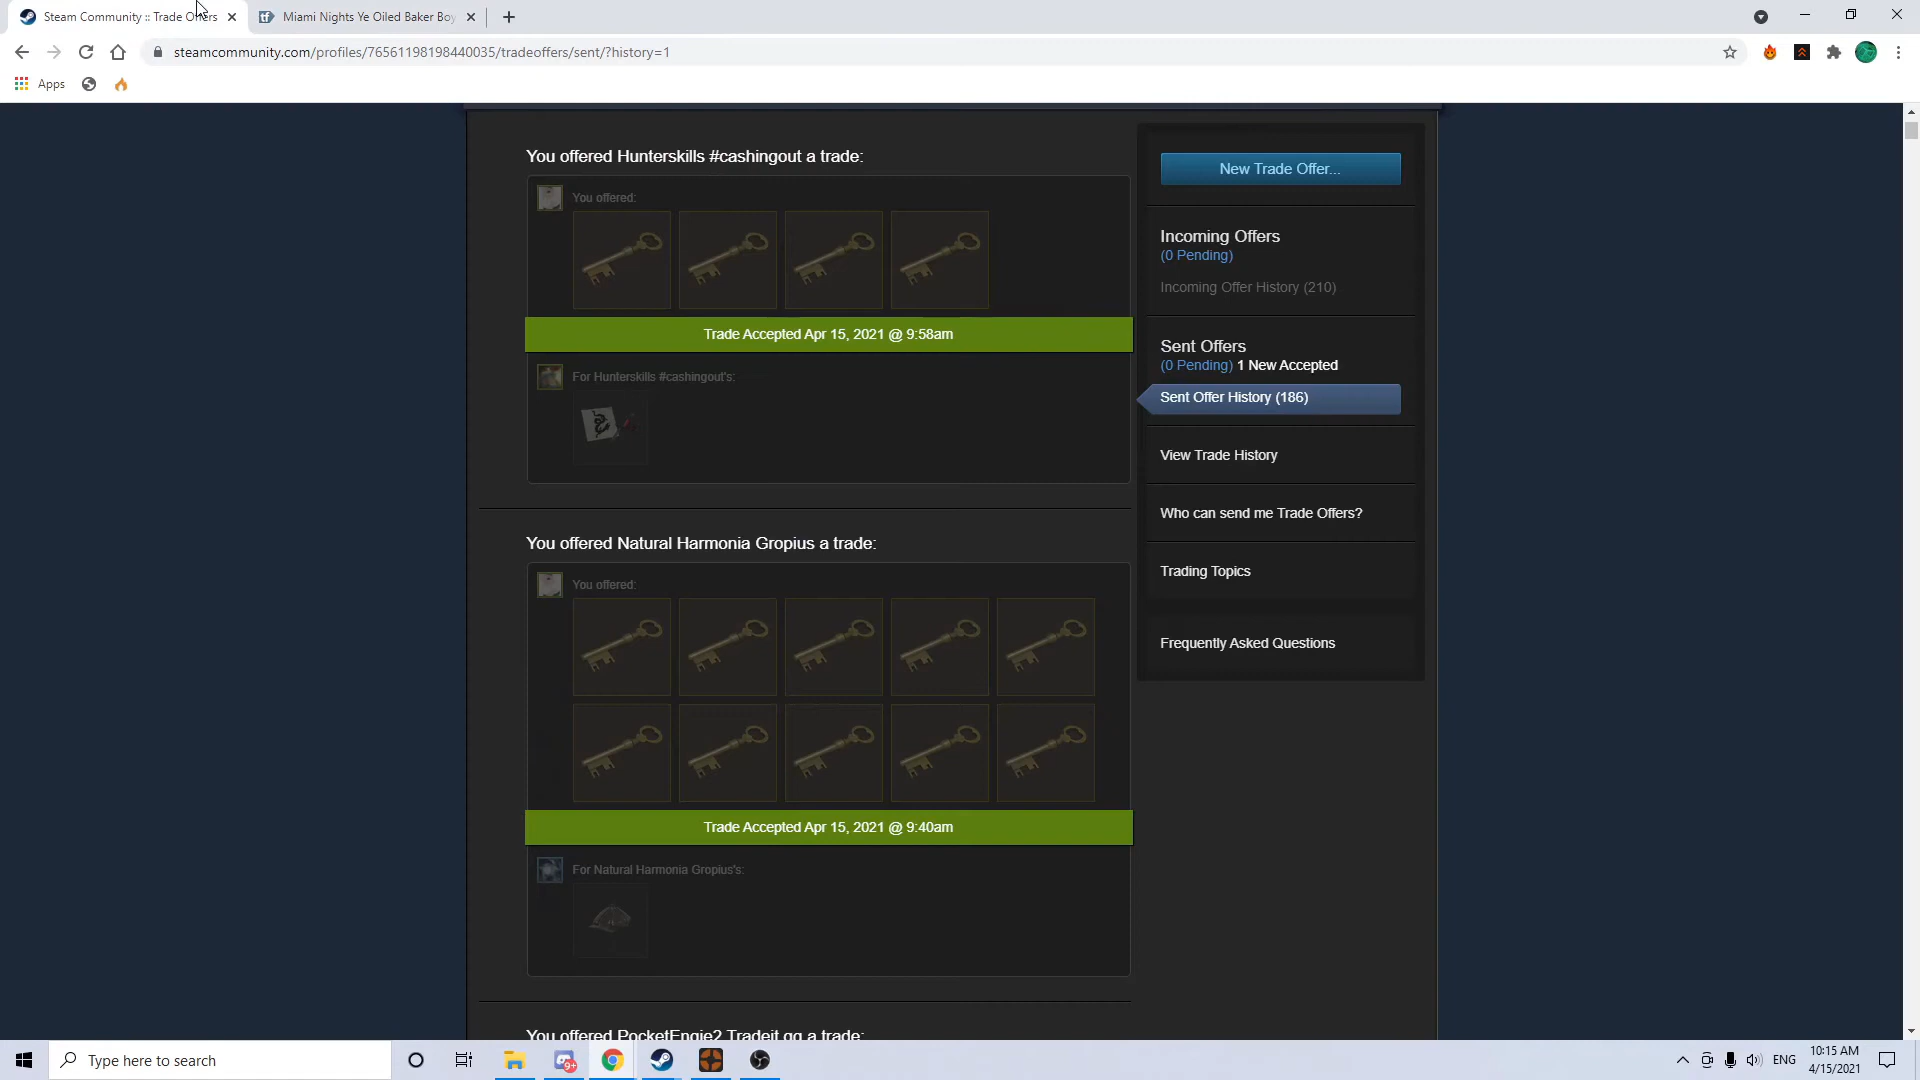 Steam Community :: Trade Offers
Miami Nights Ye Oiled Baker Boy
steamcommunity.com/profiles/76561198198440035/tradeoffers/sent/?history=1
Apps
You offered Hunterskills #cashingout a trade:
You offered:
Trade Accepted Apr 15, 2021 @ 9:58am
For Hunterskills #cashingout's:
You offered Natural Harmonia Gropius a trade:
You offered:
Trade Accepted Apr 15, 2021 @ 9:40am
For Natural Harmonia Gropius's:
You offered PocketEngie2 Tradeit.gg a trade:
New Trade Offer...
Incoming Offers
(0 Pending)
Incoming Offer History (210)
Sent Offers
(0 Pending) 1 New Accepted
Sent Offer History (186)
View Trade History
Who can send me Trade Offers?
Trading Topics
Frequently Asked Questions
Type here to search
9+
ENG
10:15 AM
4/15/2021